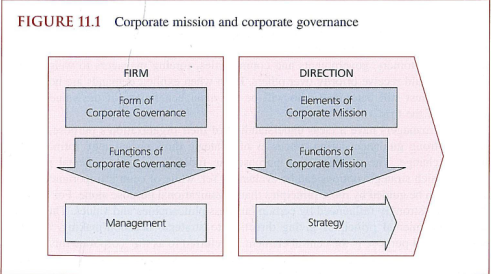 FIGURE 11.1 Corporate mission and corporate governance
FIRM
Form of
Corporate Governance
Functions of
Corporate Governance
Management
DIRECTION
Elements of
Corporate Mission
Functions of
Corporate Mission
Strategy